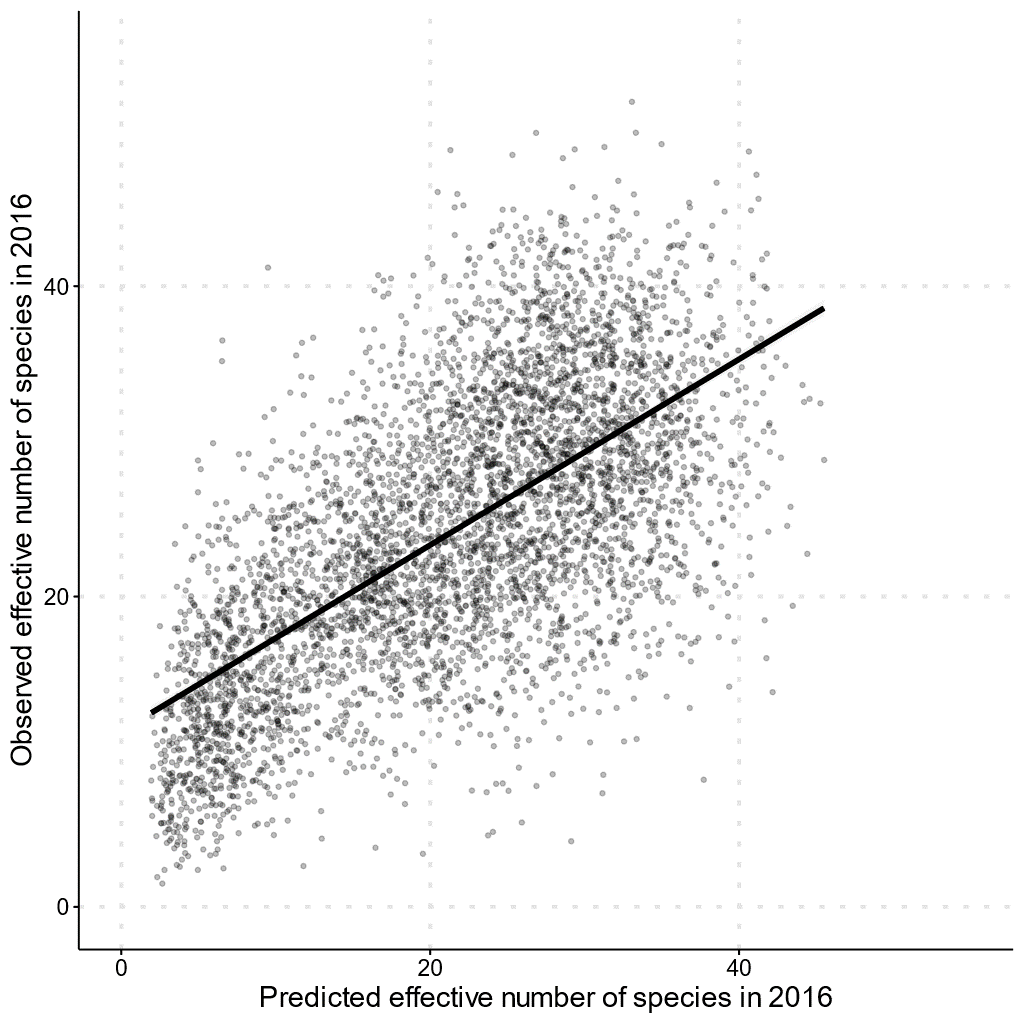 Observed effective number of species in 2016
40
20
0
0 20 40
Predicted effective number of species in 2016